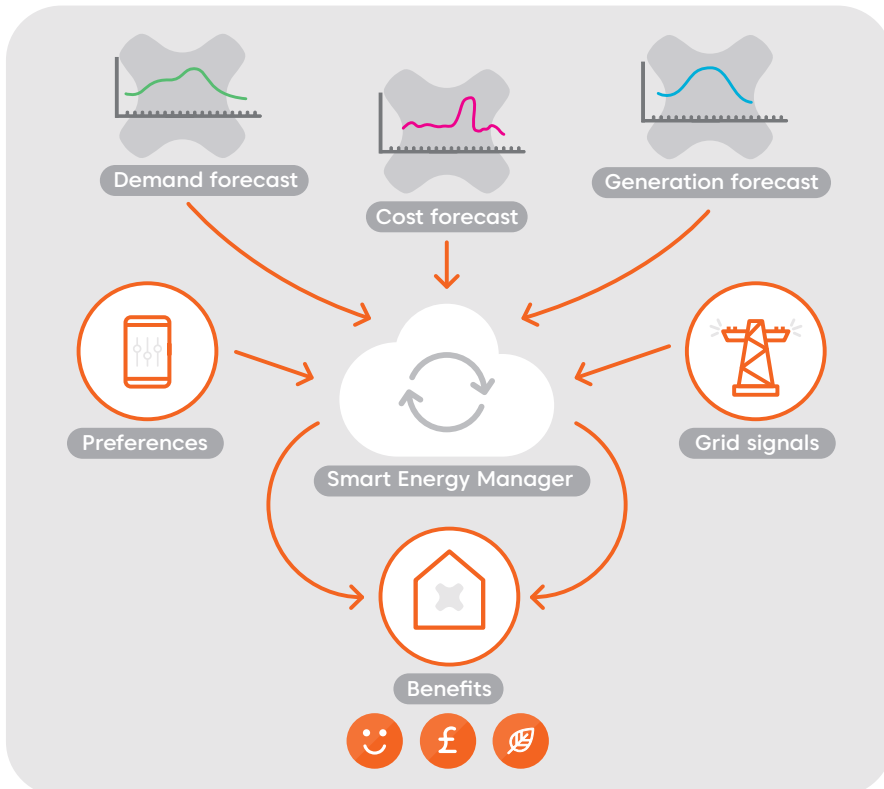 Demand forecast
Cost forecast
Generation forecast
Preferences
Grid signals
Smart Energy Manager
Benefits
£